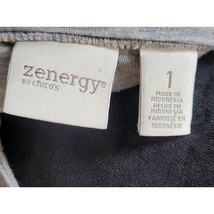 zenergy®
BY CHICO'S
1
MADE IN
INDONESIA
HECHO EN
INDONESIA
FABRIQUÉ EN
INDONÉSIE